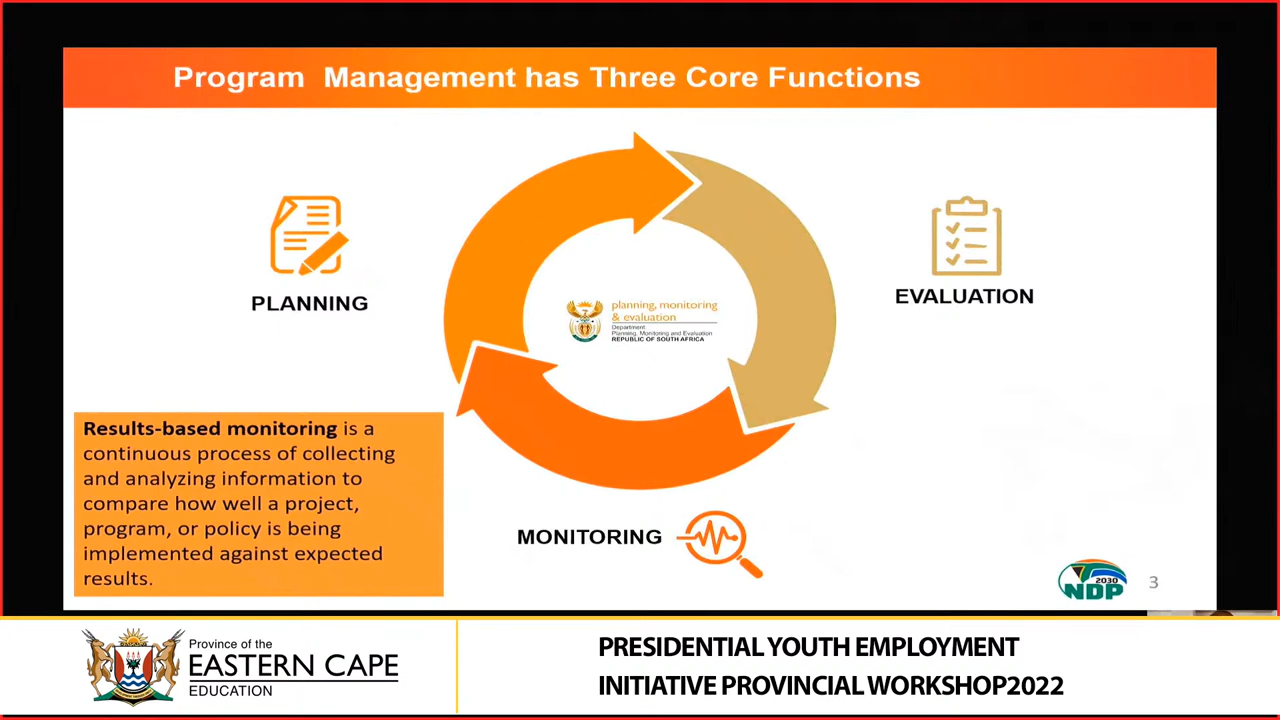 Program Management has Three Core Functions
PLANNING
EVALUATION
planning, monitoring
& evaluation
Department:
Planning, Monitoring and Evaluation
REPUBLIC OF SOUTH AFRICA
Results-based monitoring is a
continuous process of collecting
and analyzing information to
compare how well a project,
program, or policy is being
implemented against expected
results.
MONITORING
2030
NDP
3
Province of the
EASTERN CAPE
EDUCATION
PRESIDENTIAL YOUTH EMPLOYMENT
INITIATIVE PROVINCIAL WORKSHOP2022